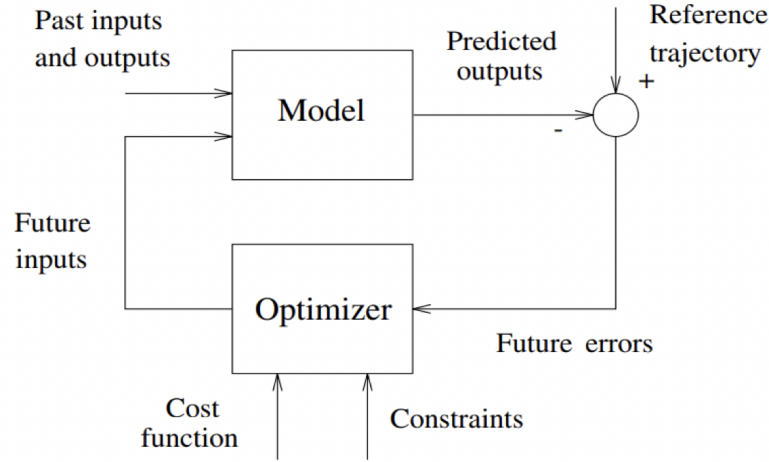 Past inputs
and outputs
Model
Predicted
outputs
Reference
trajectory
+
-
Future
inputs
Optimizer
Future errors
Cost
function
Constraints